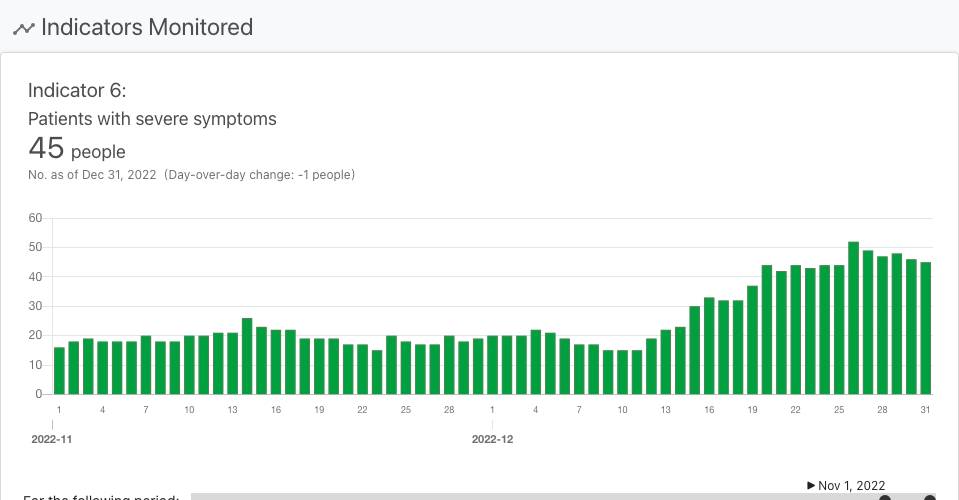 Indicators Monitored
Indicator 6:
Patients with severe symptoms
45 people
No. as of Dec 31, 2022 (Day-over-day change: -1 people)
60
50
40
30
20
10
0
1 4 7 10 13 16 19 22 25 28 1 4 7 10 13 16 19 22 25 28 31
2022-11 2022-12
▶ Nov 1, 2022
For the following period: